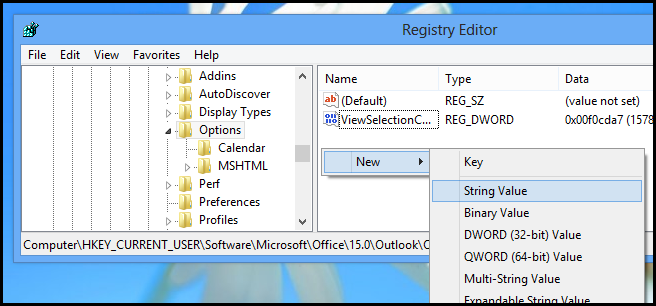 Registry Editor
File Edit View Favorites Help
Addins
AutoDiscover
Display Types
Options
Calendar
MSHTML
Perf
Preferences
Profiles
Name Type Data
(Default) REG_SZ (value not set)
ViewSelectionC... REG_DWORD 0x00f0cda7 (1578
New
Key
String Value
Binary Value
DWORD (32-bit) Value
QWORD (64-bit) Value
Multi-String Value
Expandable String Value
Computer\HKEY_CURRENT_USER\Software\Microsoft\Office\15.0\Outlook\